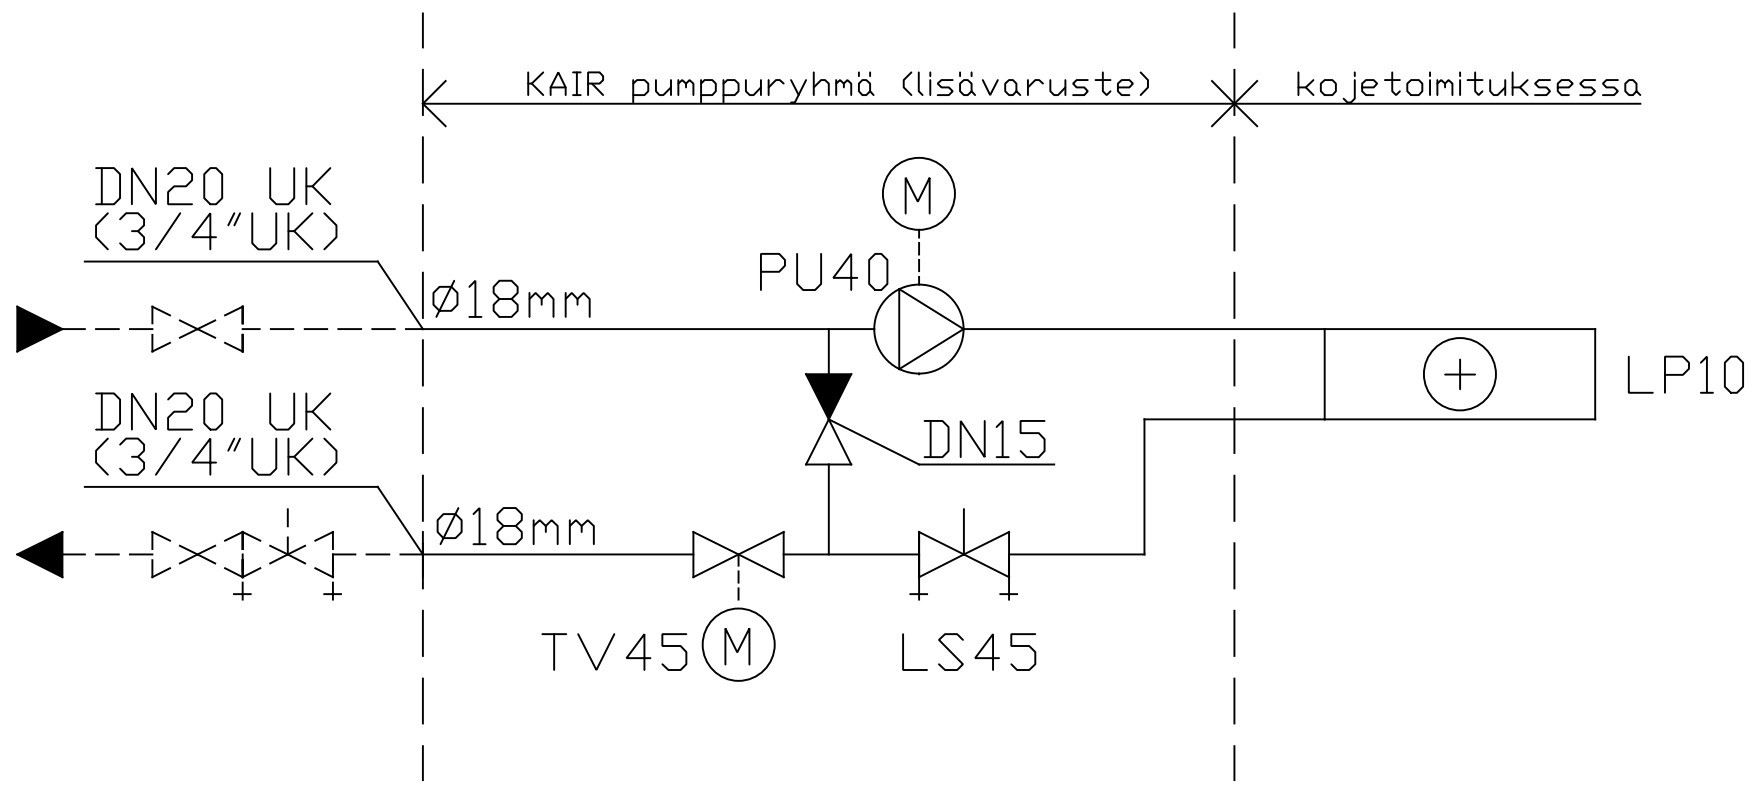 KAIR pumppuryhmä (lisävaruste)
kojetoimituksessa
DN20 UK
(3/4"UK)
M
PU40
Ø18mm
LP10
DN20 UK
(3/4"UK)
DN15
Ø18mm
TV45
M
LS45